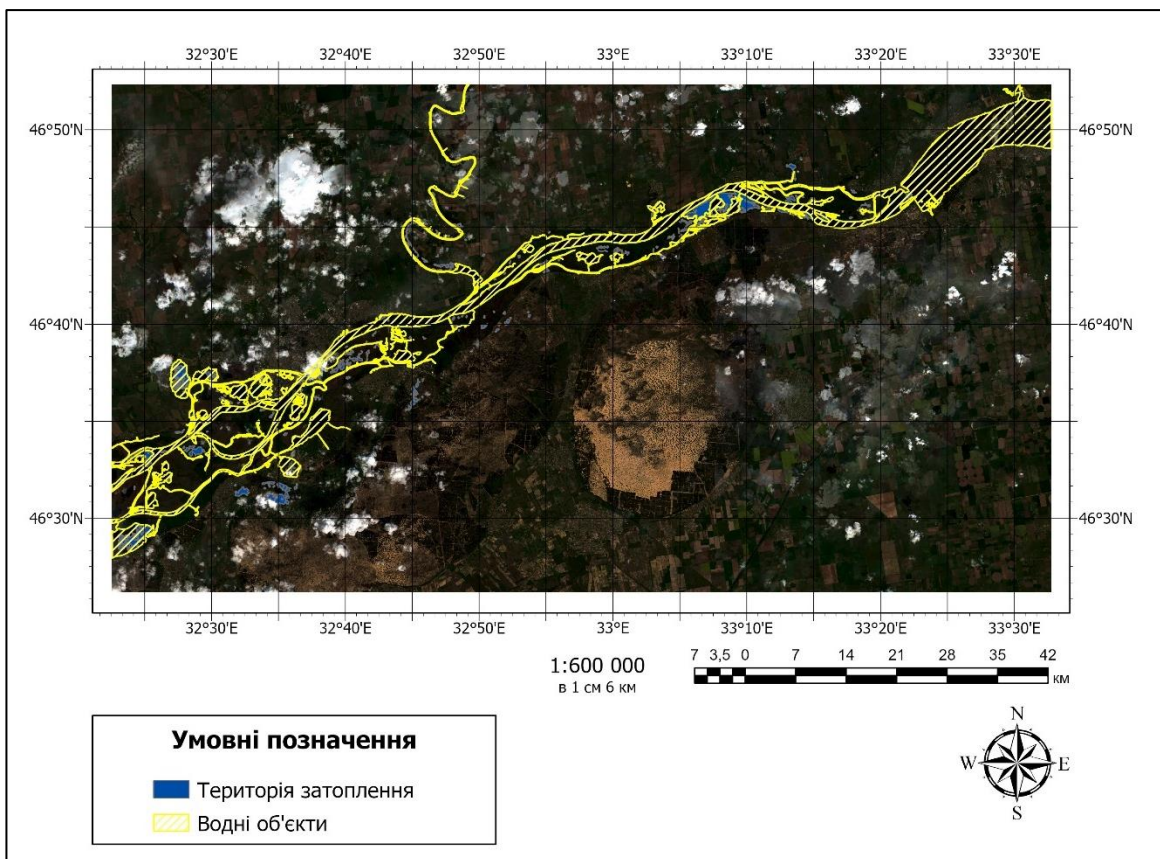 32°30'E 32°40'E 32°50'E 33°E 33°10'E 33°20'E 33°30'E
46°50'N 46°50'N
46°40'N 46°40'N
46°30'N 46°30'N
32°30'E 32°40'E 32°50'E 33°E 33°10'E 33°20'E 33°30'E
1:600 000
в 1 см 6 км
7 3,5 0 7 14 21 28 35 42
км
Умовні позначення
Територія затоплення
Водні об'єкти
N
W E
S